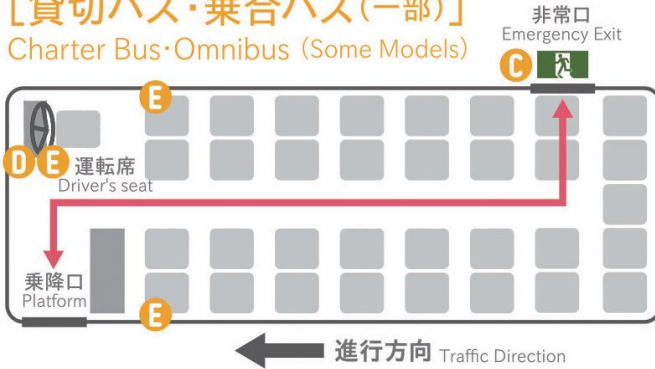 [貸切バス・乗合バス(一部)]
Charter Bus・Omnibus (Some Models)
非常口
Emergency Exit
C
E
D E 運転席
Driver's seat
乗降口
Platform
E
進行方向 Traffic Direction